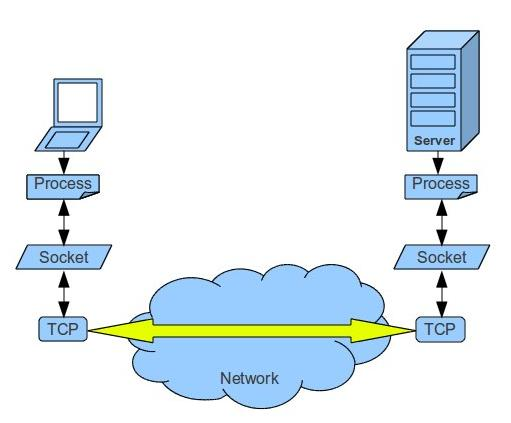 Server
Process
Process
Socket
Socket
TCP
TCP
Network